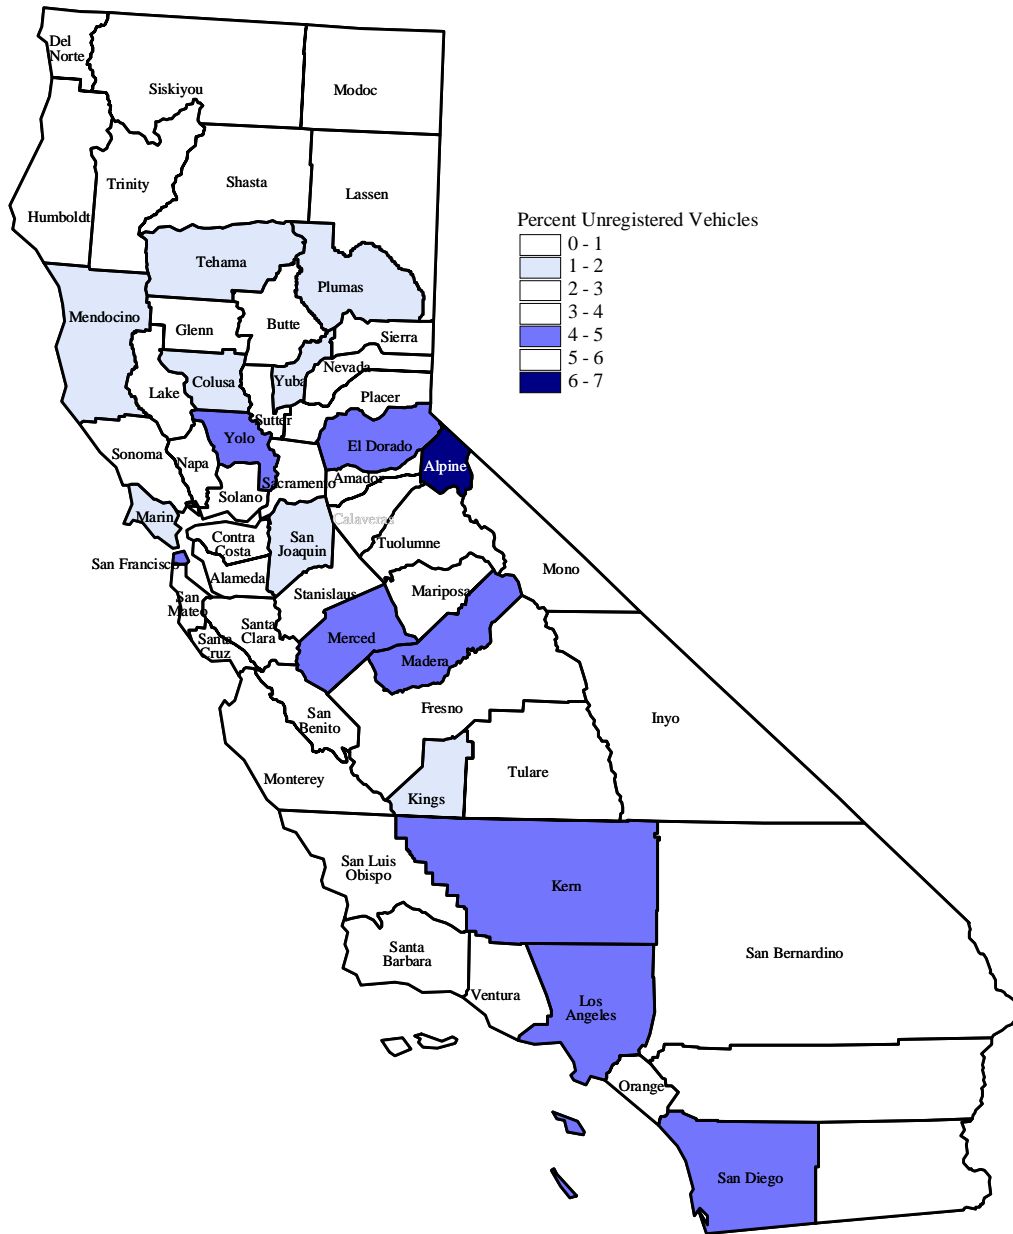 Del
Norte
Siskiyou
Modoc
Trinity
Shasta
Lassen
Humboldt
Percent Unregistered Vehicles
0 - 1
1 - 2
2 - 3
3 - 4
4 - 5
5 - 6
6 - 7
Tehama
Plumas
Mendocino
Glenn
Butte
Sierra
Nevada
Lake
Colusa
Yuba
Placer
Sutter
Yolo
El Dorado
Sonoma
Napa
Alpine
Sacramento
Amador
Solano
Marin
Calaveras
Contra
Costa
San
Joaquin
Tuolumne
San Francisco
Alameda
Mono
San
Mateo
Stanislaus
Mariposa
Santa
Clara
Santa
Cruz
Merced
Madera
Fresno
San
Benito
Inyo
Monterey
Tulare
Kings
San Luis
Obispo
Kern
Santa
Barbara
San Bernardino
Ventura
Los
Angeles
Orange
San Diego